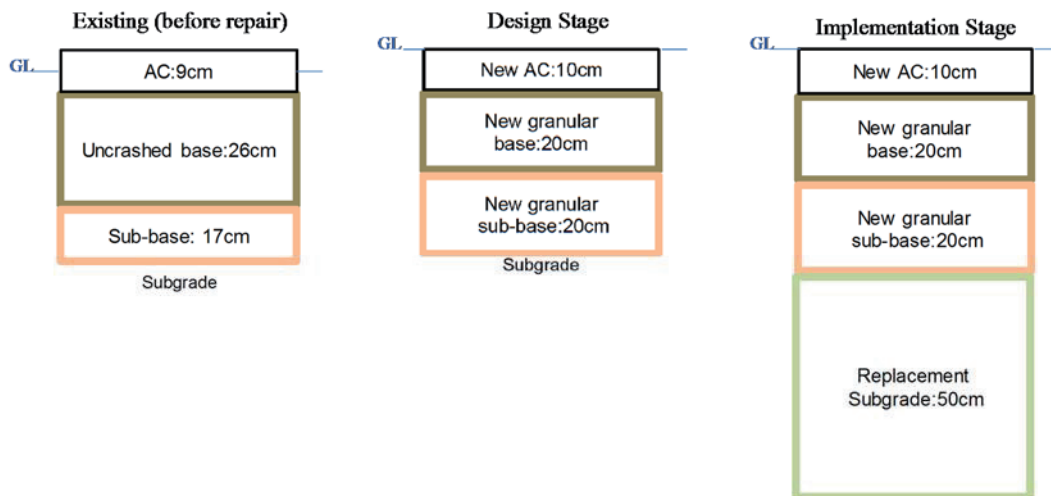 Existing (before repair)
GL
AC:9cm
Uncrashed base:26cm
Sub-base: 17cm
Subgrade
Design Stage
GL
New AC:10cm
New granular
base:20cm
New granular
sub-base:20cm
Subgrade
Implementation Stage
GL
New AC:10cm
New granular
base:20cm
New granular
sub-base:20cm
Replacement
Subgrade:50cm